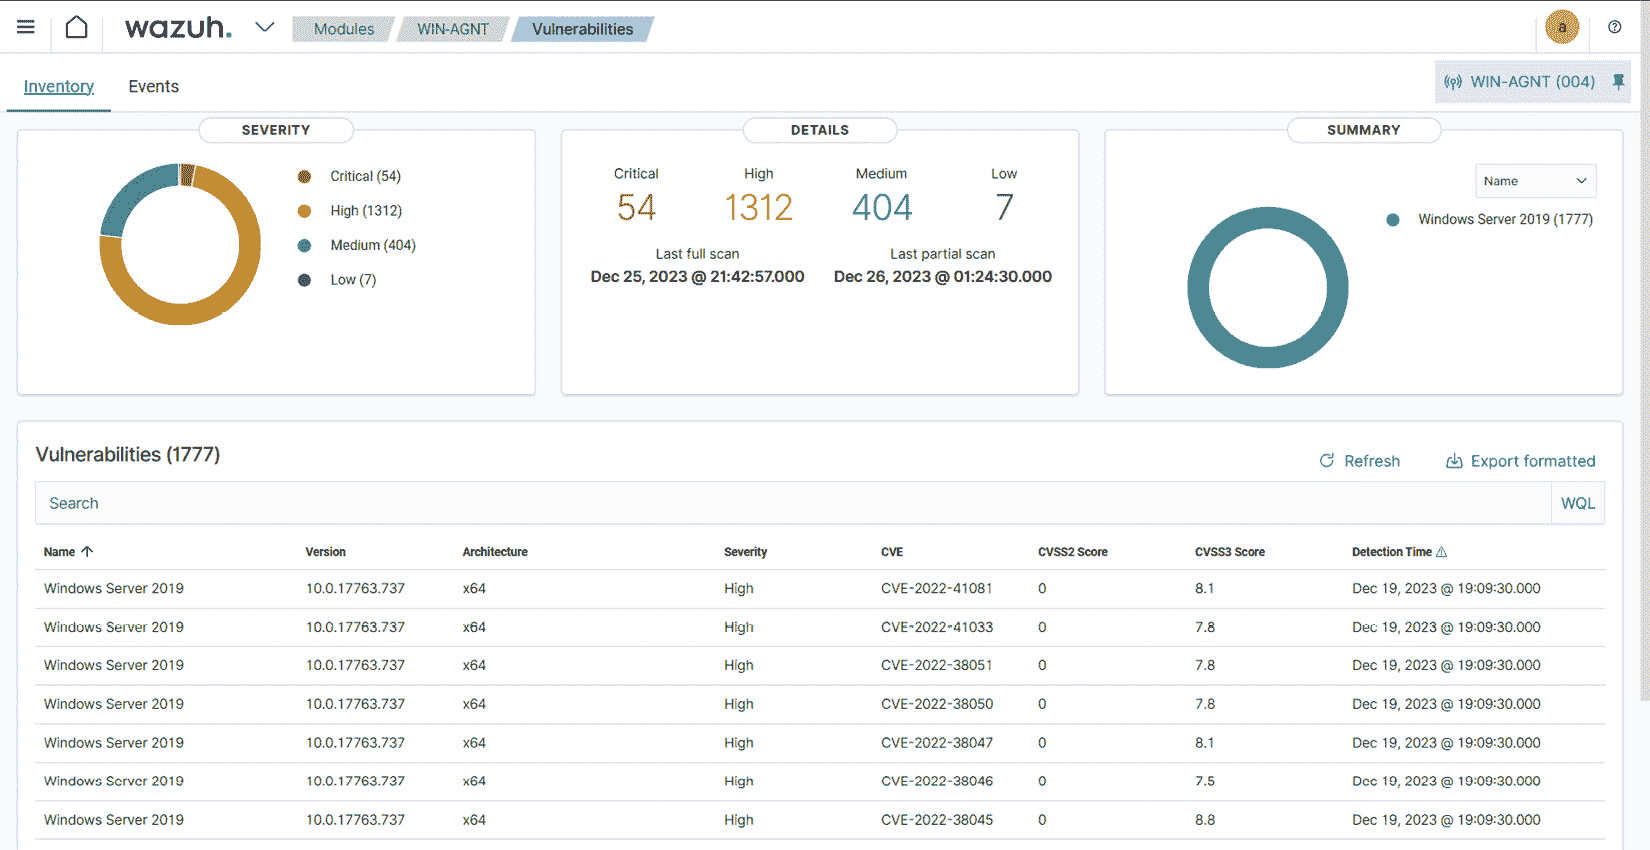 wazuh.
Modules
WIN-AGNT
Vulnerabilities
a
Inventory
Events
WIN-AGNT (004)
SEVERITY
Critical (54)
High (1312)
Medium (404)
Low (7)
DETAILS
Critical High Medium Low
54 1312 404 7
Last full scan Last partial scan
Dec 25, 2023 @ 21:42:57.000 Dec 26, 2023 @ 01:24:30.000
SUMMARY
Name
Windows Server 2019 (1777)
Vulnerabilities (1777)
Refresh Export formatted
Search WQL
Name Version Architecture Severity CVE CVSS2 Score CVSS3 Score Detection Time
Windows Server 2019 10.0.17763.737 x64 High CVE-2022-41081 0 8.1 Dec 19, 2023 @ 19:09:30.000
Windows Server 2019 10.0.17763.737 x64 High CVE-2022-41033 0 7.8 Dec 19, 2023 @ 19:09:30.000
Windows Server 2019 10.0.17763.737 x64 High CVE-2022-38051 0 7.8 Dec 19, 2023 @ 19:09:30.000
Windows Server 2019 10.0.17763.737 x64 High CVE-2022-38050 0 7.8 Dec 19, 2023 @ 19:09:30.000
Windows Server 2019 10.0.17763.737 x64 High CVE-2022-38047 0 8.1 Dec 19, 2023 @ 19:09:30.000
Windows Server 2019 10.0.17763.737 x64 High CVE-2022-38046 0 7.5 Dec 19, 2023 @ 19:09:30.000
Windows Server 2019 10.0.17763.737 x64 High CVE-2022-38045 0 8.8 Dec 19, 2023 @ 19:09:30.000